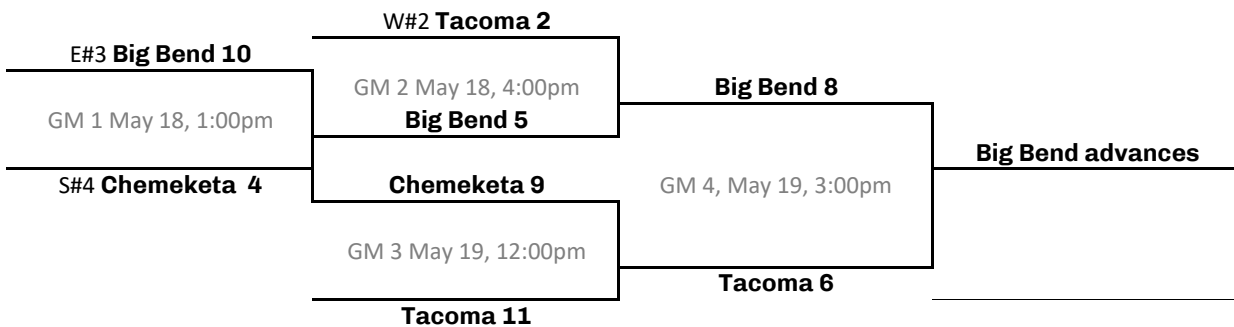 W#2 Tacoma 2
E#3 Big Bend 10
GM 2 May 18, 4:00pm
Big Bend 8
GM 1 May 18, 1:00pm
Big Bend 5
Big Bend advances
S#4 Chemeketa 4
Chemeketa 9
GM 4, May 19, 3:00pm
GM 3 May 19, 12:00pm
Tacoma 6
Tacoma 11